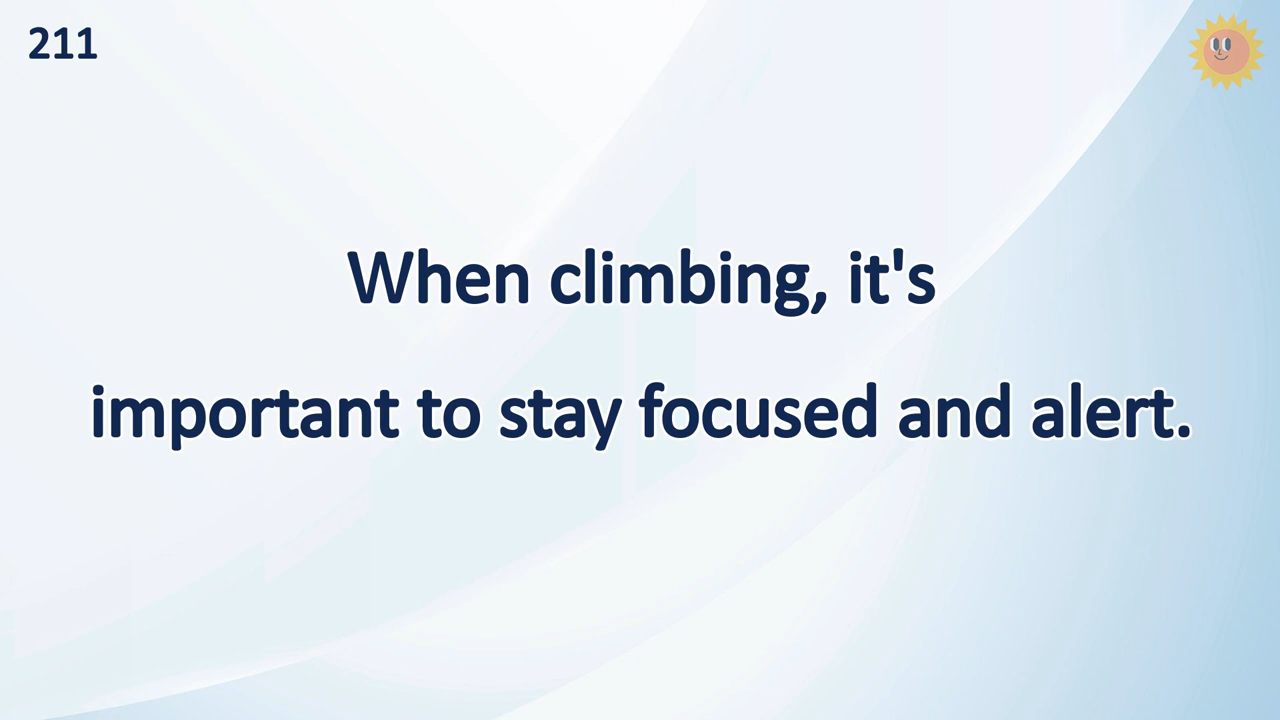 211
When climbing, it's
important to stay focused and alert.